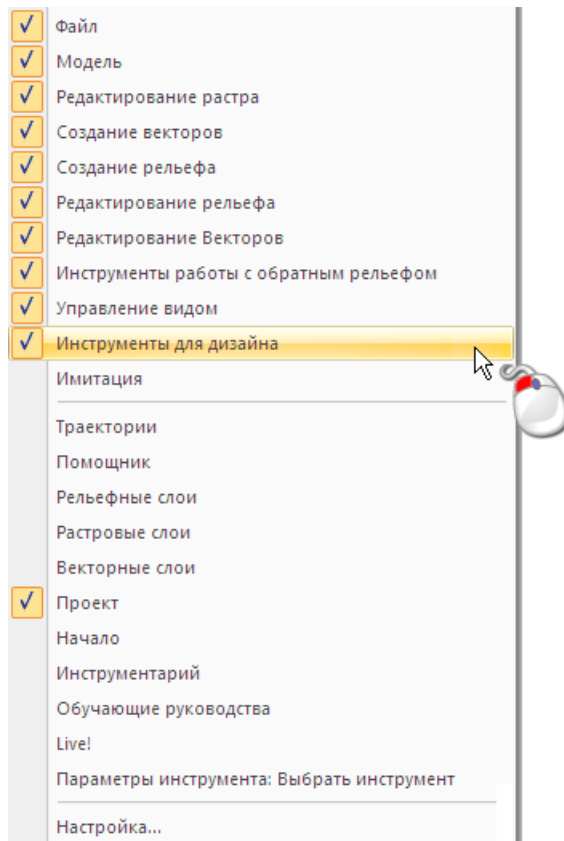 Файл
Модель
Редактирование растра
Создание векторов
Создание рельефа
Редактирование рельефа
Редактирование Векторов
Инструменты работы с обратным рельефом
Управление видом
Инструменты для дизайна
Имитация
Траектории
Помощник
Рельефные слои
Растровые слои
Векторные слои
Проект
Начало
Инструментарий
Обучающие руководства
Live!
Параметры инструмента: Выбрать инструмент
Настройка...